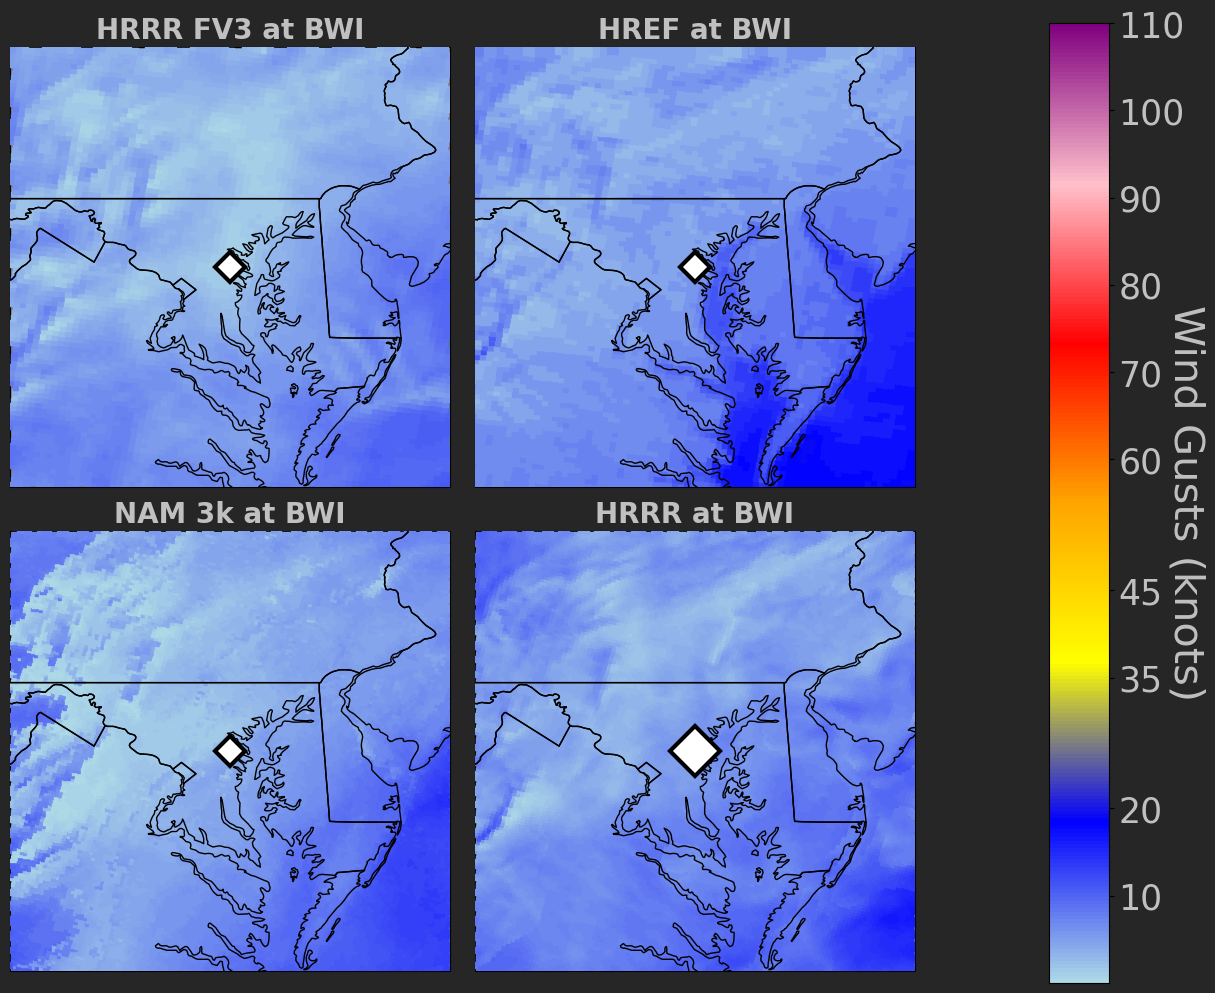 HRRR FV3 at BWI
HREF at BWI
NAM 3k at BWI
HRRR at BWI
110
100
90
80
70
60
45
35
20
10
Wind Gusts (knots)